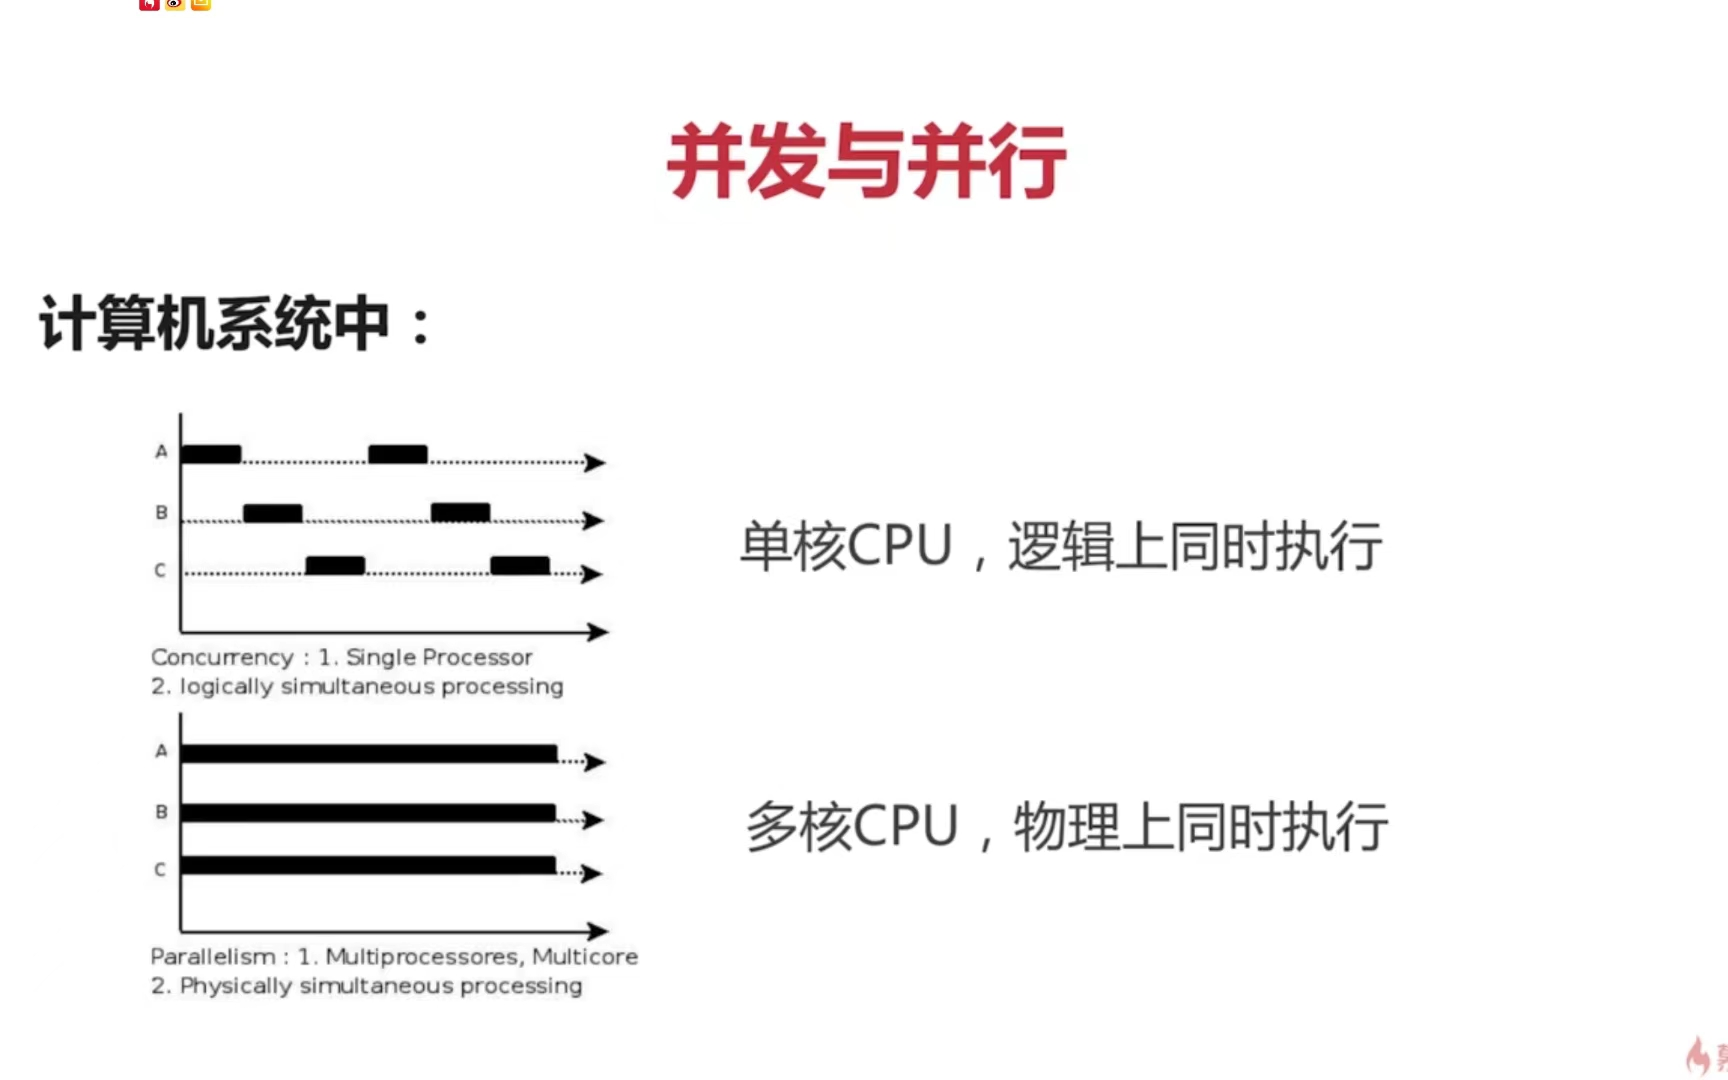 并发与并行
计算机系统中：
A
B
C
单核CPU，逻辑上同时执行
Concurrency : 1. Single Processor
2. logically simultaneous processing
A
B
C
多核CPU，物理上同时执行
Parallelism : 1. Multiprocessores, Multicore
2. Physically simultaneous processing